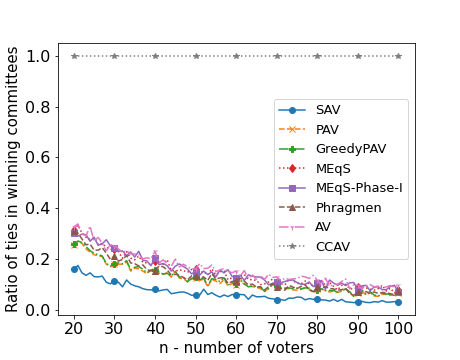 Ratio of ties in winning committees
1.0
0.8
0.6
0.4
0.2
0.0
SAV
PAV
GreedyPAV
MEqS
MEqS-Phase-I
Phragmen
AV
CCAV
20 30 40 50 60 70 80 90 100
n - number of voters